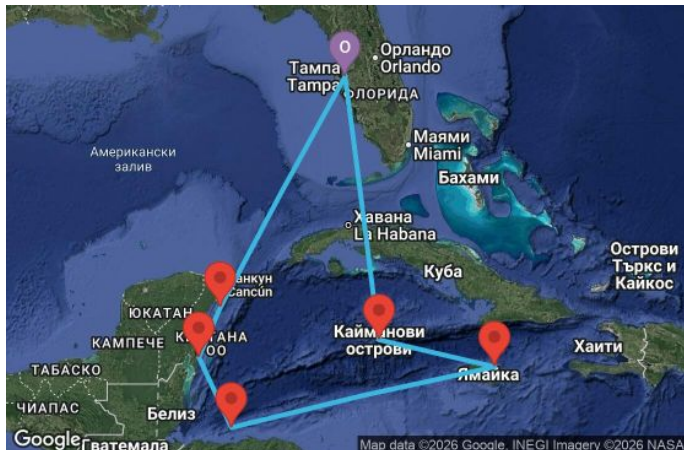 О
Орландо
Orlando
Тампа
Tampa
ФЛОРИДА
Маями
Miami
Американски
залив
Бахами
Хавана
La Habana
Куба
Острови
Търкс и
Кайкос
Cancún
ЮКАТАН
КАМПЕЧЕ
ОО
Кайманови
острови
Хаити
Ямайка
ТАБАСКО
ЧИАПАС
Белиз
Гватемала
Google
Map data ©2026 Google, INEGI Imagery ©2026 NASA